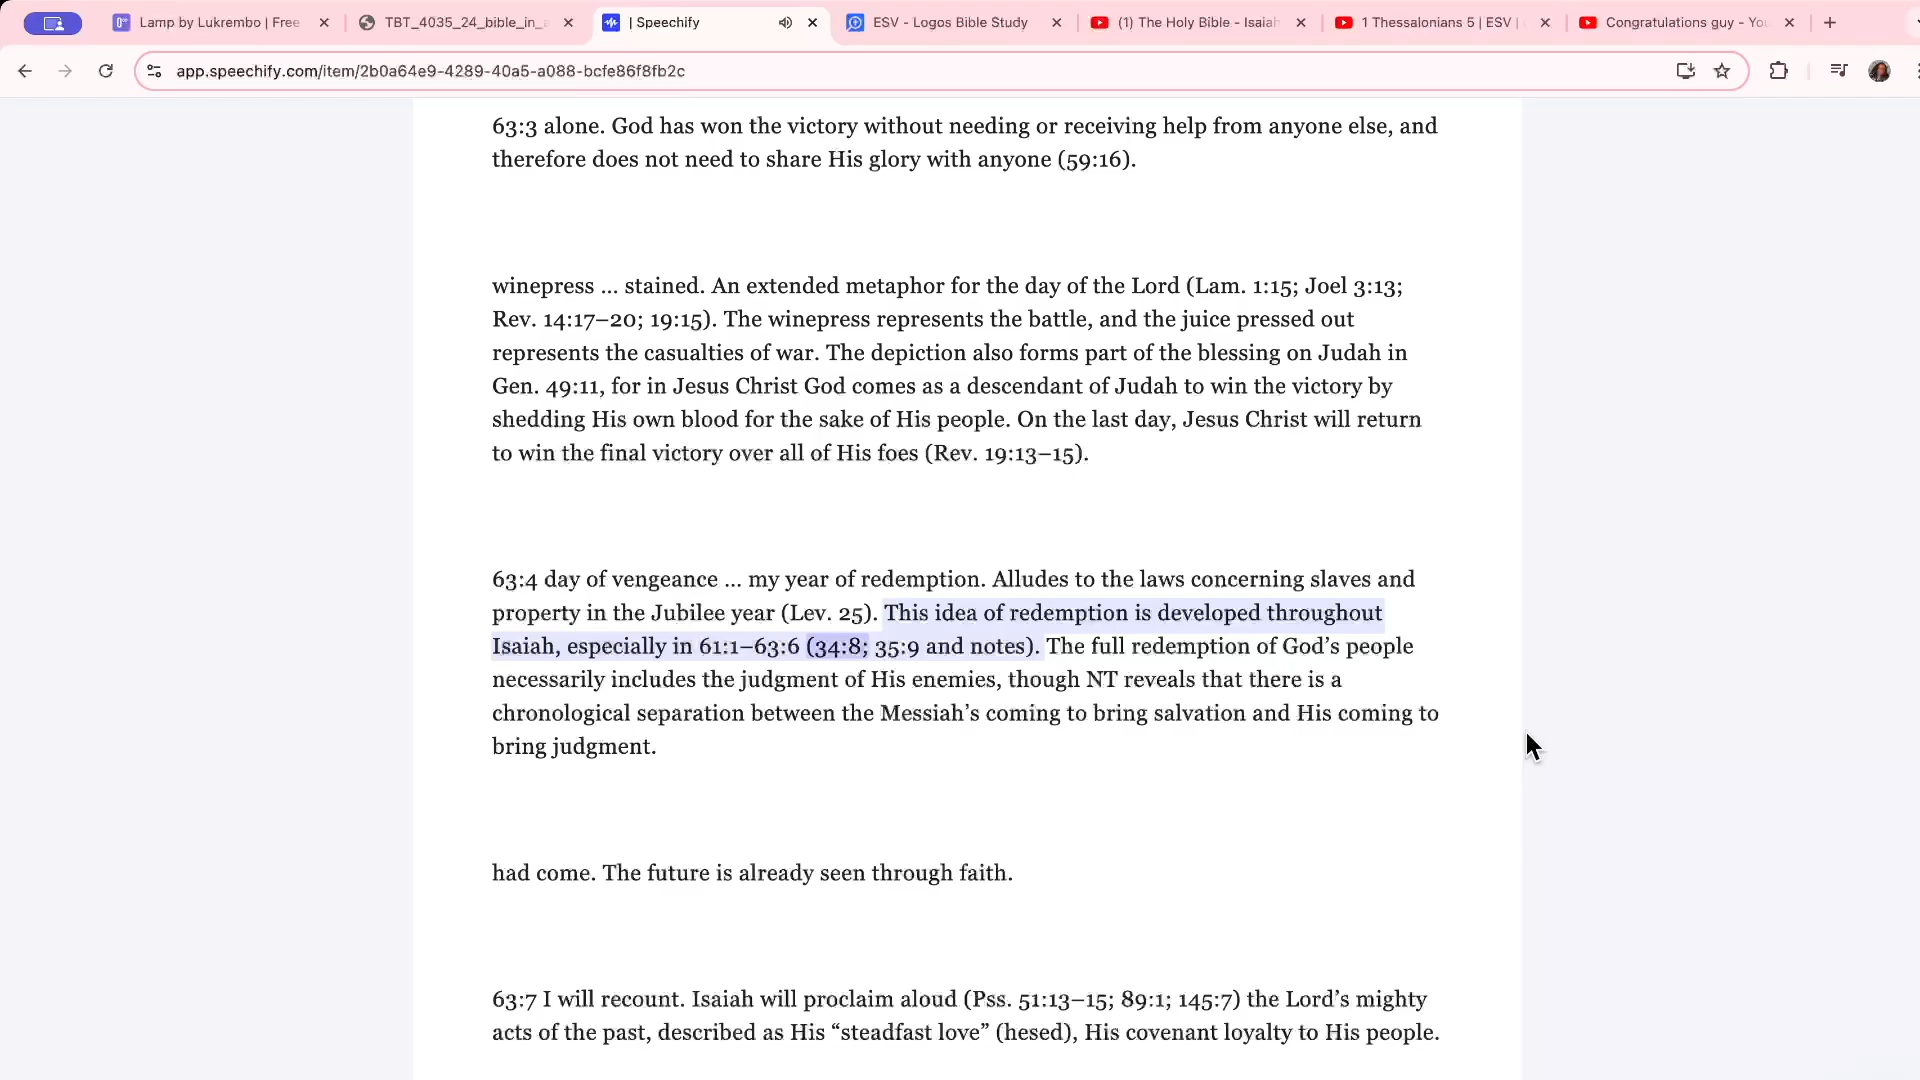 Lamp by Lukrembo | Free
TBT_4035_24_bible_in_a
| Speechify
ESV - Logos Bible Study
(1) The Holy Bible - Isaiah
1 Thessalonians 5 | ESV |
Congratulations guy - You
app.speechify.com/item/2b0a64e9-4289-40a5-a088-bcfe86f8fb2c
63:3 alone. God has won the victory without needing or receiving help from anyone else, and
therefore does not need to share His glory with anyone (59:16).
winepress ... stained. An extended metaphor for the day of the Lord (Lam. 1:15; Joel 3:13;
Rev. 14:17–20; 19:15). The winepress represents the battle, and the juice pressed out
represents the casualties of war. The depiction also forms part of the blessing on Judah in
Gen. 49:11, for in Jesus Christ God comes as a descendant of Judah to win the victory by
shedding His own blood for the sake of His people. On the last day, Jesus Christ will return
to win the final victory over all of His foes (Rev. 19:13–15).
63:4 day of vengeance ... my year of redemption. Alludes to the laws concerning slaves and
property in the Jubilee year (Lev. 25). This idea of redemption is developed throughout
Isaiah, especially in 61:1–63:6 (34:8; 35:9 and notes). The full redemption of God’s people
necessarily includes the judgment of His enemies, though NT reveals that there is a
chronological separation between the Messiah’s coming to bring salvation and His coming to
bring judgment.
had come. The future is already seen through faith.
63:7 I will recount. Isaiah will proclaim aloud (Pss. 51:13–15; 89:1; 145:7) the Lord’s mighty
acts of the past, described as His “steadfast love” (hesed), His covenant loyalty to His people.